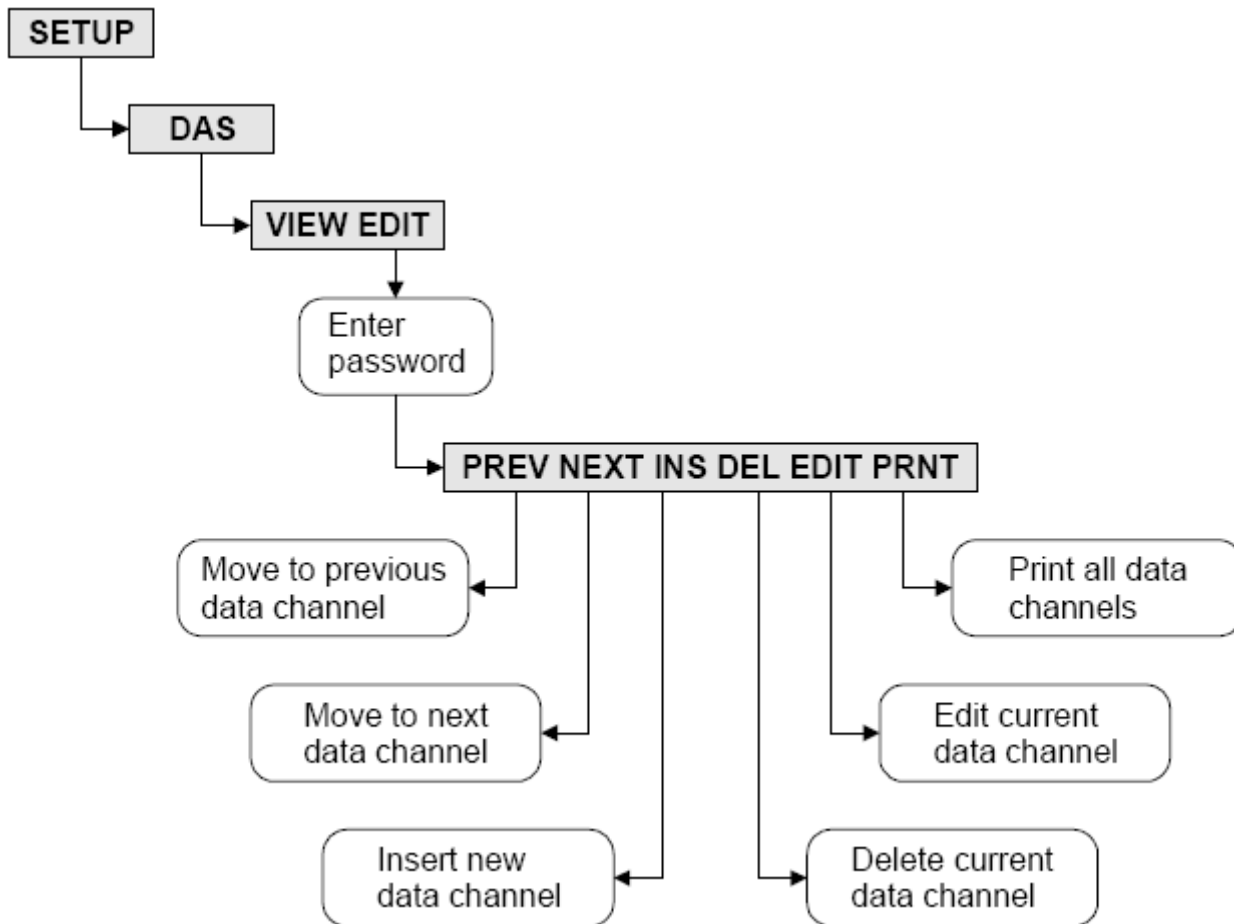 SETUP
DAS
VIEW EDIT
Enter
password
PREV NEXT INS DEL EDIT PRNT
Move to previous
data channel
Print all data
channels
Move to next
data channel
Edit current
data channel
Insert new
data channel
Delete current
data channel